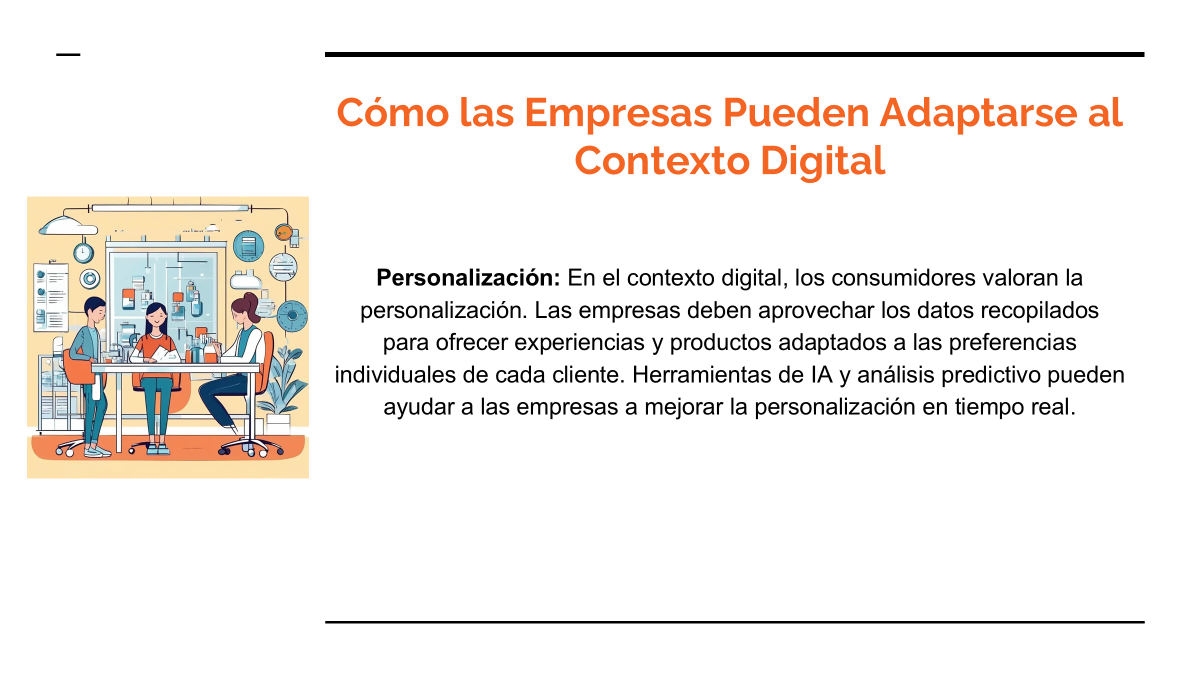 Cómo las Empresas Pueden Adaptarse al
Contexto Digital
Personalización: En el contexto digital, los consumidores valoran la
personalización. Las empresas deben aprovechar los datos recopilados
para ofrecer experiencias y productos adaptados a las preferencias
individuales de cada cliente. Herramientas de IA y análisis predictivo pueden
ayudar a las empresas a mejorar la personalización en tiempo real.